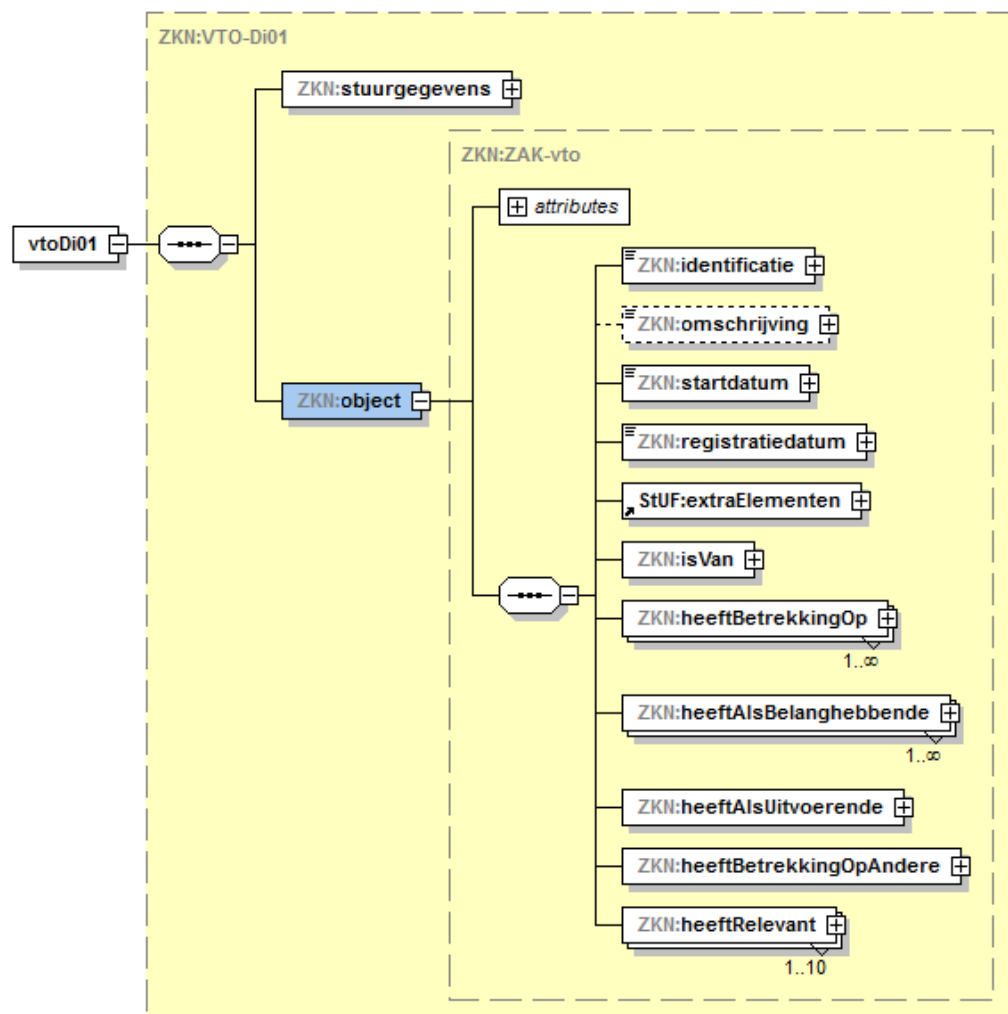 ZKN:VTO-Di01
ZKN:stuurgegevens
ZKN:ZAK-vto
attributes
vtoDi01
ZKN:identificatie
ZKN:omschrijving
ZKN:startdatum
ZKN:object
ZKN:registratiedatum
StUF:extraElementen
ZKN:isVan
ZKN:heeftBetrekkingOp
1..∞
ZKN:heeftAlsBelanghebbende
1..∞
ZKN:heeftAlsUitvoerende
ZKN:heeftBetrekkingOpAndere
ZKN:heeftRelevant
1..10